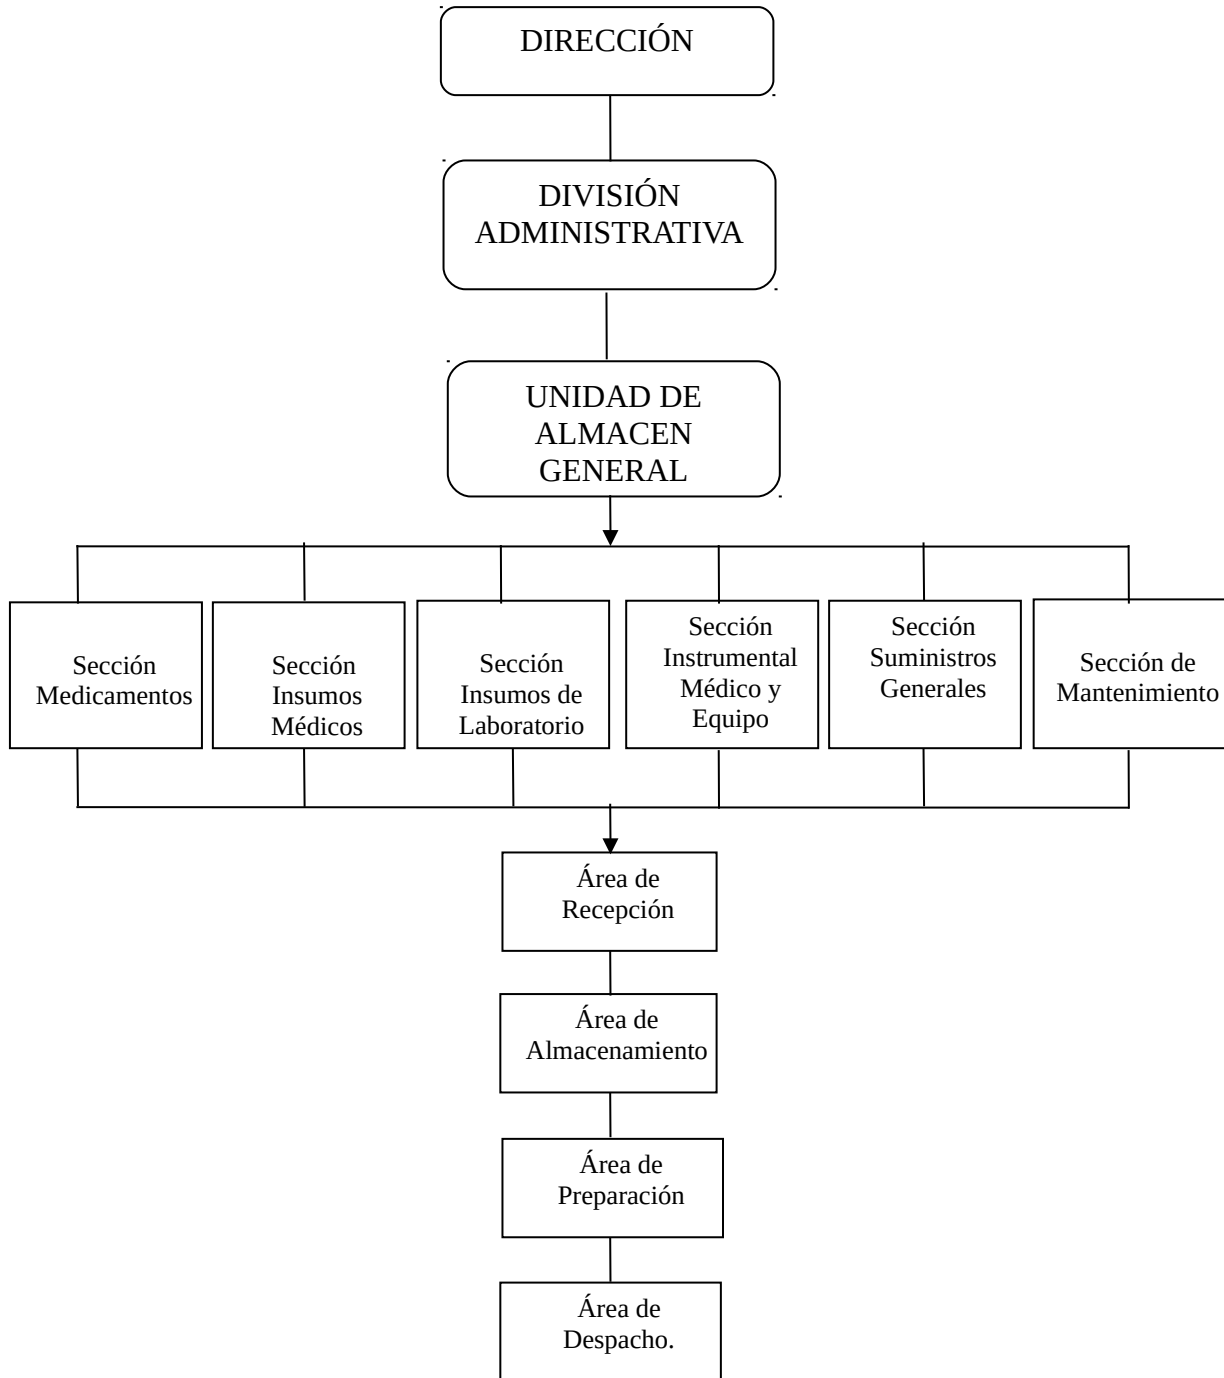 DIRECCIÓN
DIVISIÓN
ADMINISTRATIVA
UNIDAD DE
ALMACEN
GENERAL
Sección
Medicamentos
Sección
Insumos
Médicos
Sección
Insumos de
Laboratorio
Sección
Instrumental
Médico y
Equipo
Sección
Suministros
Generales
Sección de
Mantenimiento
Área de
Recepción
Área de
Almacenamiento
Área de
Preparación
Área de
Despacho.